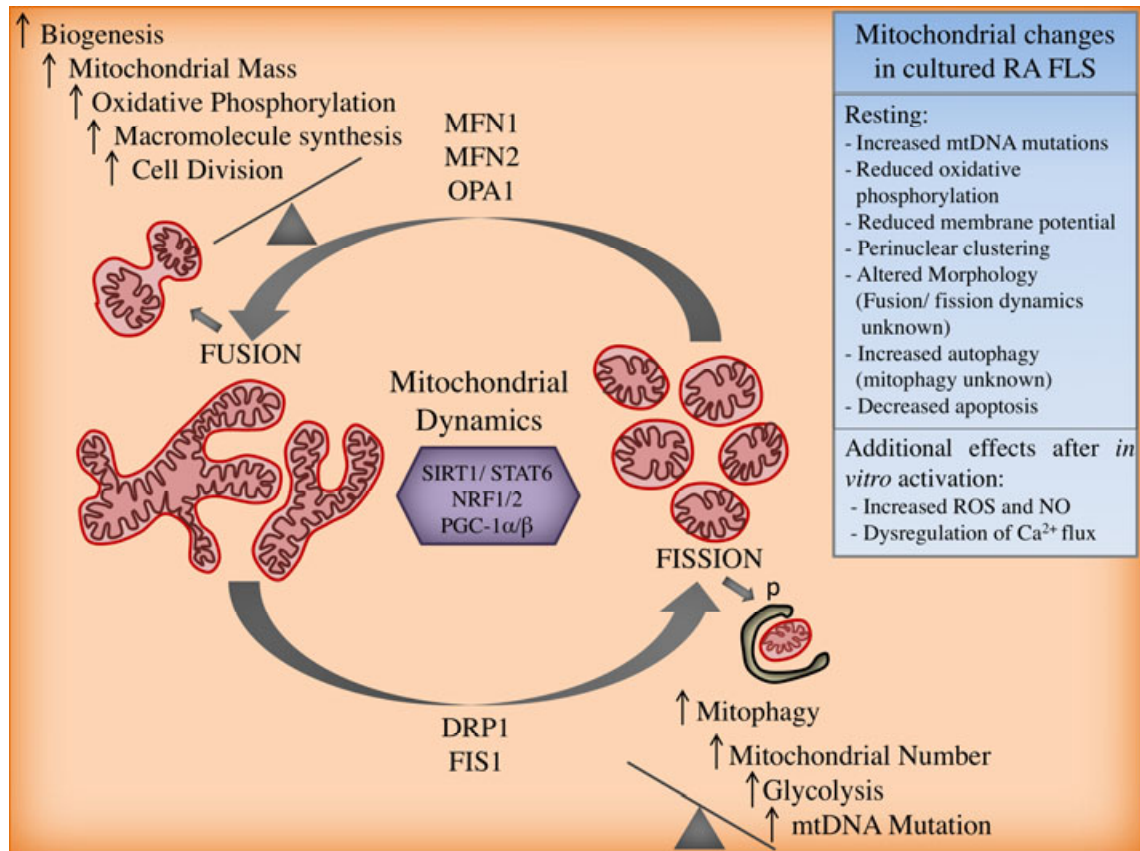 ↑ Biogenesis
↑ Mitochondrial Mass
↑ Oxidative Phosphorylation
↑ Macromolecule synthesis
↑ Cell Division
MFN1
MFN2
OPA1
FUSION
Mitochondrial
Dynamics
SIRT1/ STAT6
NRF1/2
PGC-1α/β
FISSION
p
DRP1
FIS1
↑ Mitophagy
↑ Mitochondrial Number
↑ Glycolysis
↑ mtDNA Mutation
Mitochondrial changes
in cultured RA FLS
Resting:
- Increased mtDNA mutations
- Reduced oxidative
phosphorylation
- Reduced membrane potential
- Perinuclear clustering
- Altered Morphology
(Fusion/ fission dynamics
unknown)
- Increased autophagy
(mitophagy unknown)
- Decreased apoptosis
Additional effects after in
vitro activation:
- Increased ROS and NO
- Dysregulation of Ca²⁺ flux